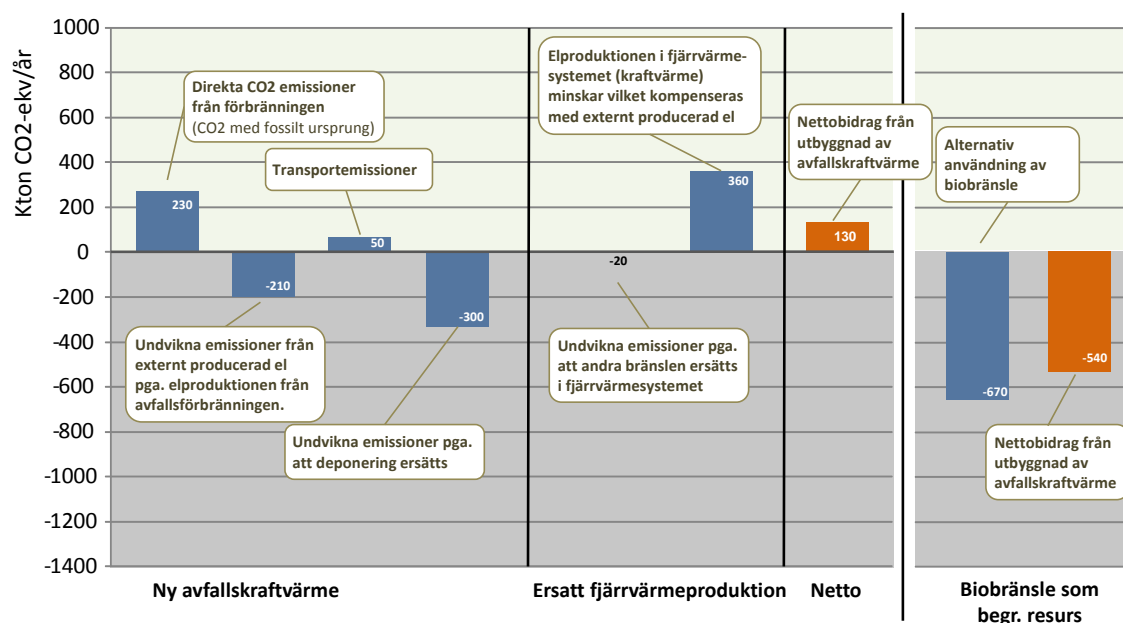 Kton CO2-ekv/år
1000
800
600
400
200
0
-200
-400
-600
-800
-1000
-1200
-1400
Direkta CO2 emissioner
från förbränningen
(CO2 med fossilt ursprung)
Transportemissioner
230
-210
50
-300
Undvikna emissioner från
externt producerad el
pga. elproduktionen från
avfallsförbränningen.
Undvikna emissioner pga.
att deponering ersätts
Elproduktionen i fjärrvärme-
systemet (kraftvärme)
minskar vilket kompenseras
med externt producerad el
360
-20
Undvikna emissioner pga.
att andra bränslen ersätts
i fjärrvärmesystemet
Nettobidrag från
utbyggnad av
avfallskraftvärme
130
Alternativ
användning av
biobränsle
-670
-540
Nettobidrag från
utbyggnad av
avfallskraftvärme
Ny avfallskraftvärme
Ersatt fjärrvärmeproduktion
Netto
Biobränsle som
begr. resurs